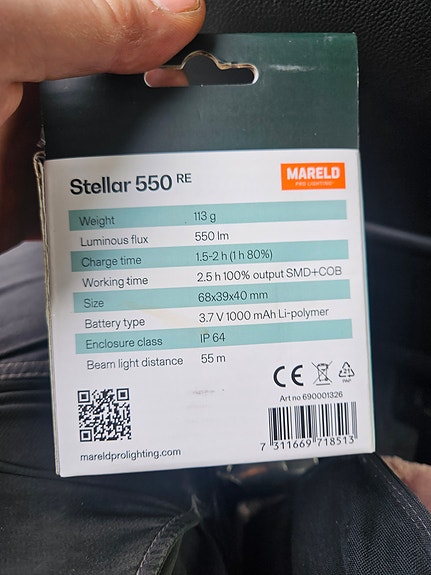 Stellar 550 RE
MARELD
PRO LIGHTING
Weight 113 g
Luminous flux 550 lm
Charge time 1.5-2 h (1 h 80%)
Working time 2.5 h 100% output SMD+COB
Size 68x39x40 mm
Battery type 3.7 V 1000 mAh Li-polymer
Enclosure class IP 64
Beam light distance 55 m
CE
21
PAP
Art no 690001326
mareldprolighting.com
7 311669 718513